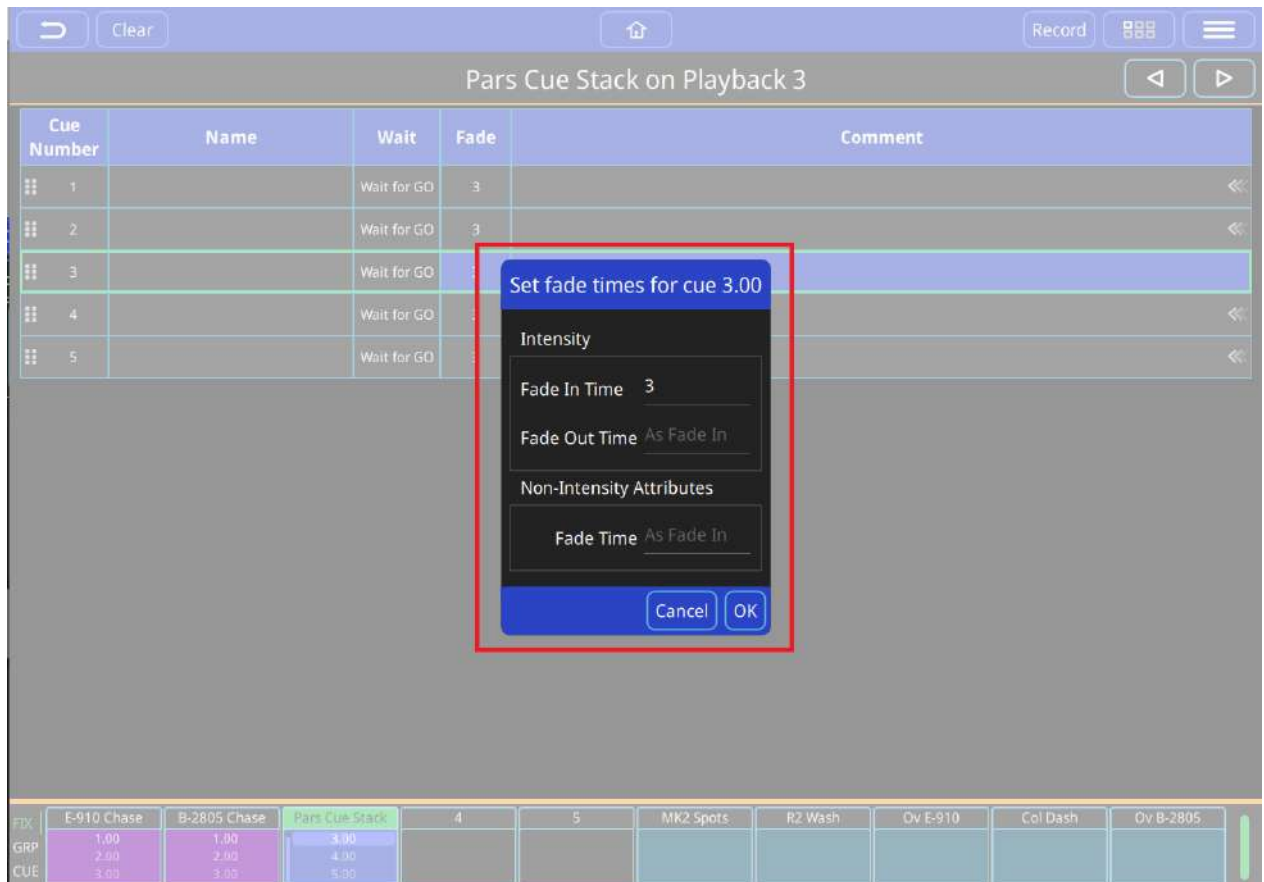 Clear
Record
Pars Cue Stack on Playback 3
Cue Number Name Wait Fade Comment
1 Wait for GO 3
2 Wait for GO 3
3 Wait for GO
4 Wait for GO
5 Wait for GO
Set fade times for cue 3.00
Intensity
Fade In Time 3
Fade Out Time As Fade In
Non-Intensity Attributes
Fade Time As Fade In
Cancel OK
FIX E-910 Chase B-2805 Chase Pars Cue Stack 4 5 MK2 Spots R2 Wash Ov E-910 Col Dash Ov B-2805
1.00 1.00 3.00
GRP 2.00 2.00 4.00
CUE 3.00 3.00 5.00